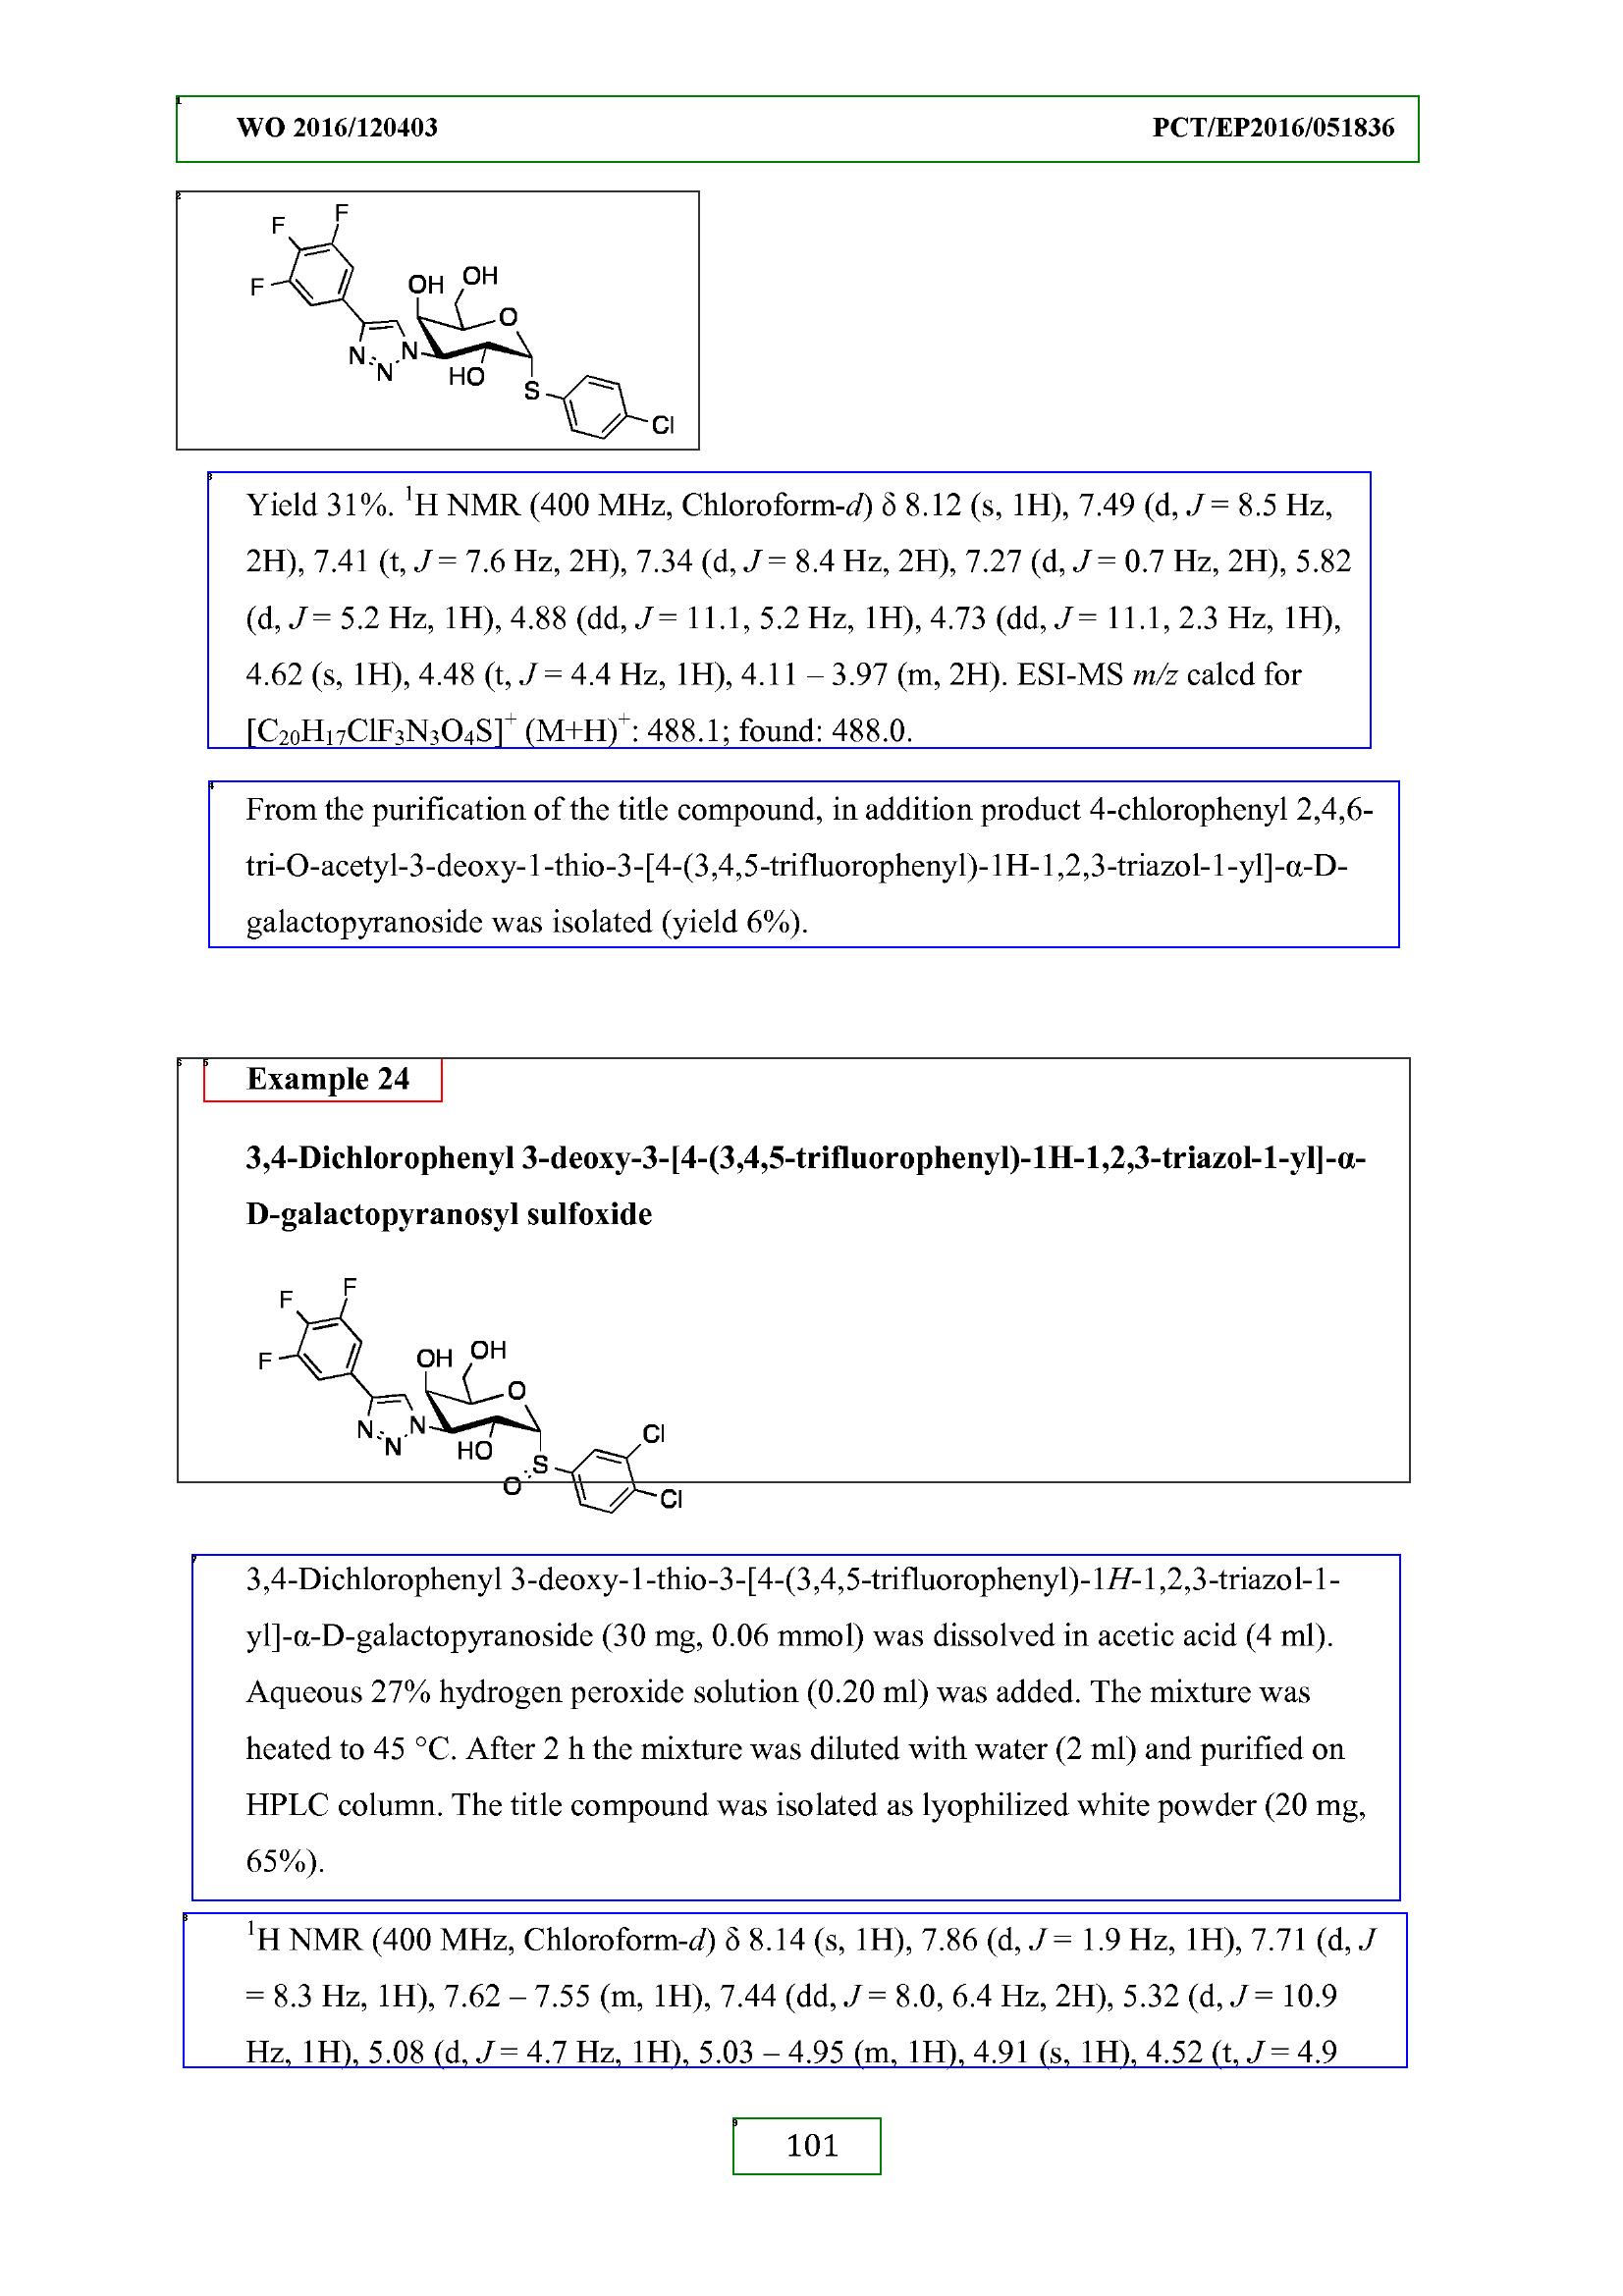 WO 2016/120403 PCT/EP2016/051836
F
F
F
OH
OH
O
N
N
N
HO
S
Cl
Yield 31%. ¹H NMR (400 MHz, Chloroform-d) δ 8.12 (s, 1H), 7.49 (d, J = 8.5 Hz,
2H), 7.41 (t, J = 7.6 Hz, 2H), 7.34 (d, J = 8.4 Hz, 2H), 7.27 (d, J = 0.7 Hz, 2H), 5.82
(d, J = 5.2 Hz, 1H), 4.88 (dd, J = 11.1, 5.2 Hz, 1H), 4.73 (dd, J = 11.1, 2.3 Hz, 1H),
4.62 (s, 1H), 4.48 (t, J = 4.4 Hz, 1H), 4.11 – 3.97 (m, 2H). ESI-MS m/z calcd for
[C₂₀H₁₇ClF₃N₃O₄S]⁺ (M+H)⁺: 488.1; found: 488.0.
From the purification of the title compound, in addition product 4-chlorophenyl 2,4,6-
tri-O-acetyl-3-deoxy-1-thio-3-[4-(3,4,5-trifluorophenyl)-1H-1,2,3-triazol-1-yl]-α-D-
galactopyranoside was isolated (yield 6%).
Example 24
3,4-Dichlorophenyl 3-deoxy-3-[4-(3,4,5-trifluorophenyl)-1H-1,2,3-triazol-1-yl]-α-
D-galactopyranosyl sulfoxide
F
F
F
OH
OH
O
N
N
N
HO
Cl
S
O
Cl
3,4-Dichlorophenyl 3-deoxy-1-thio-3-[4-(3,4,5-trifluorophenyl)-1H-1,2,3-triazol-1-
yl]-α-D-galactopyranoside (30 mg, 0.06 mmol) was dissolved in acetic acid (4 ml).
Aqueous 27% hydrogen peroxide solution (0.20 ml) was added. The mixture was
heated to 45 °C. After 2 h the mixture was diluted with water (2 ml) and purified on
HPLC column. The title compound was isolated as lyophilized white powder (20 mg,
65%).
¹H NMR (400 MHz, Chloroform-d) δ 8.14 (s, 1H), 7.86 (d, J = 1.9 Hz, 1H), 7.71 (d, J
= 8.3 Hz, 1H), 7.62 – 7.55 (m, 1H), 7.44 (dd, J = 8.0, 6.4 Hz, 2H), 5.32 (d, J = 10.9
Hz, 1H), 5.08 (d, J = 4.7 Hz, 1H), 5.03 – 4.95 (m, 1H), 4.91 (s, 1H), 4.52 (t, J = 4.9
101